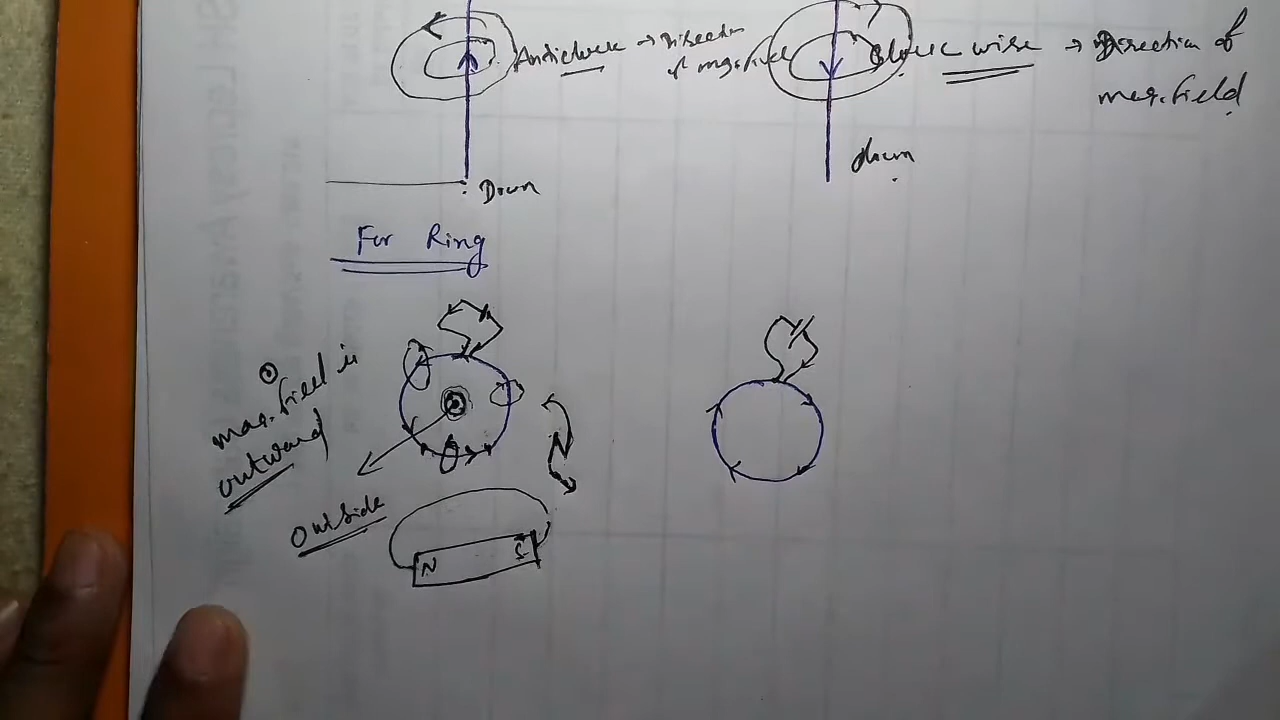 Anticlock → Direction
of mag. field
Clock wise → Direction of
mag. field
Down
down
For Ring
mag. field is
outward
outside
N
N S